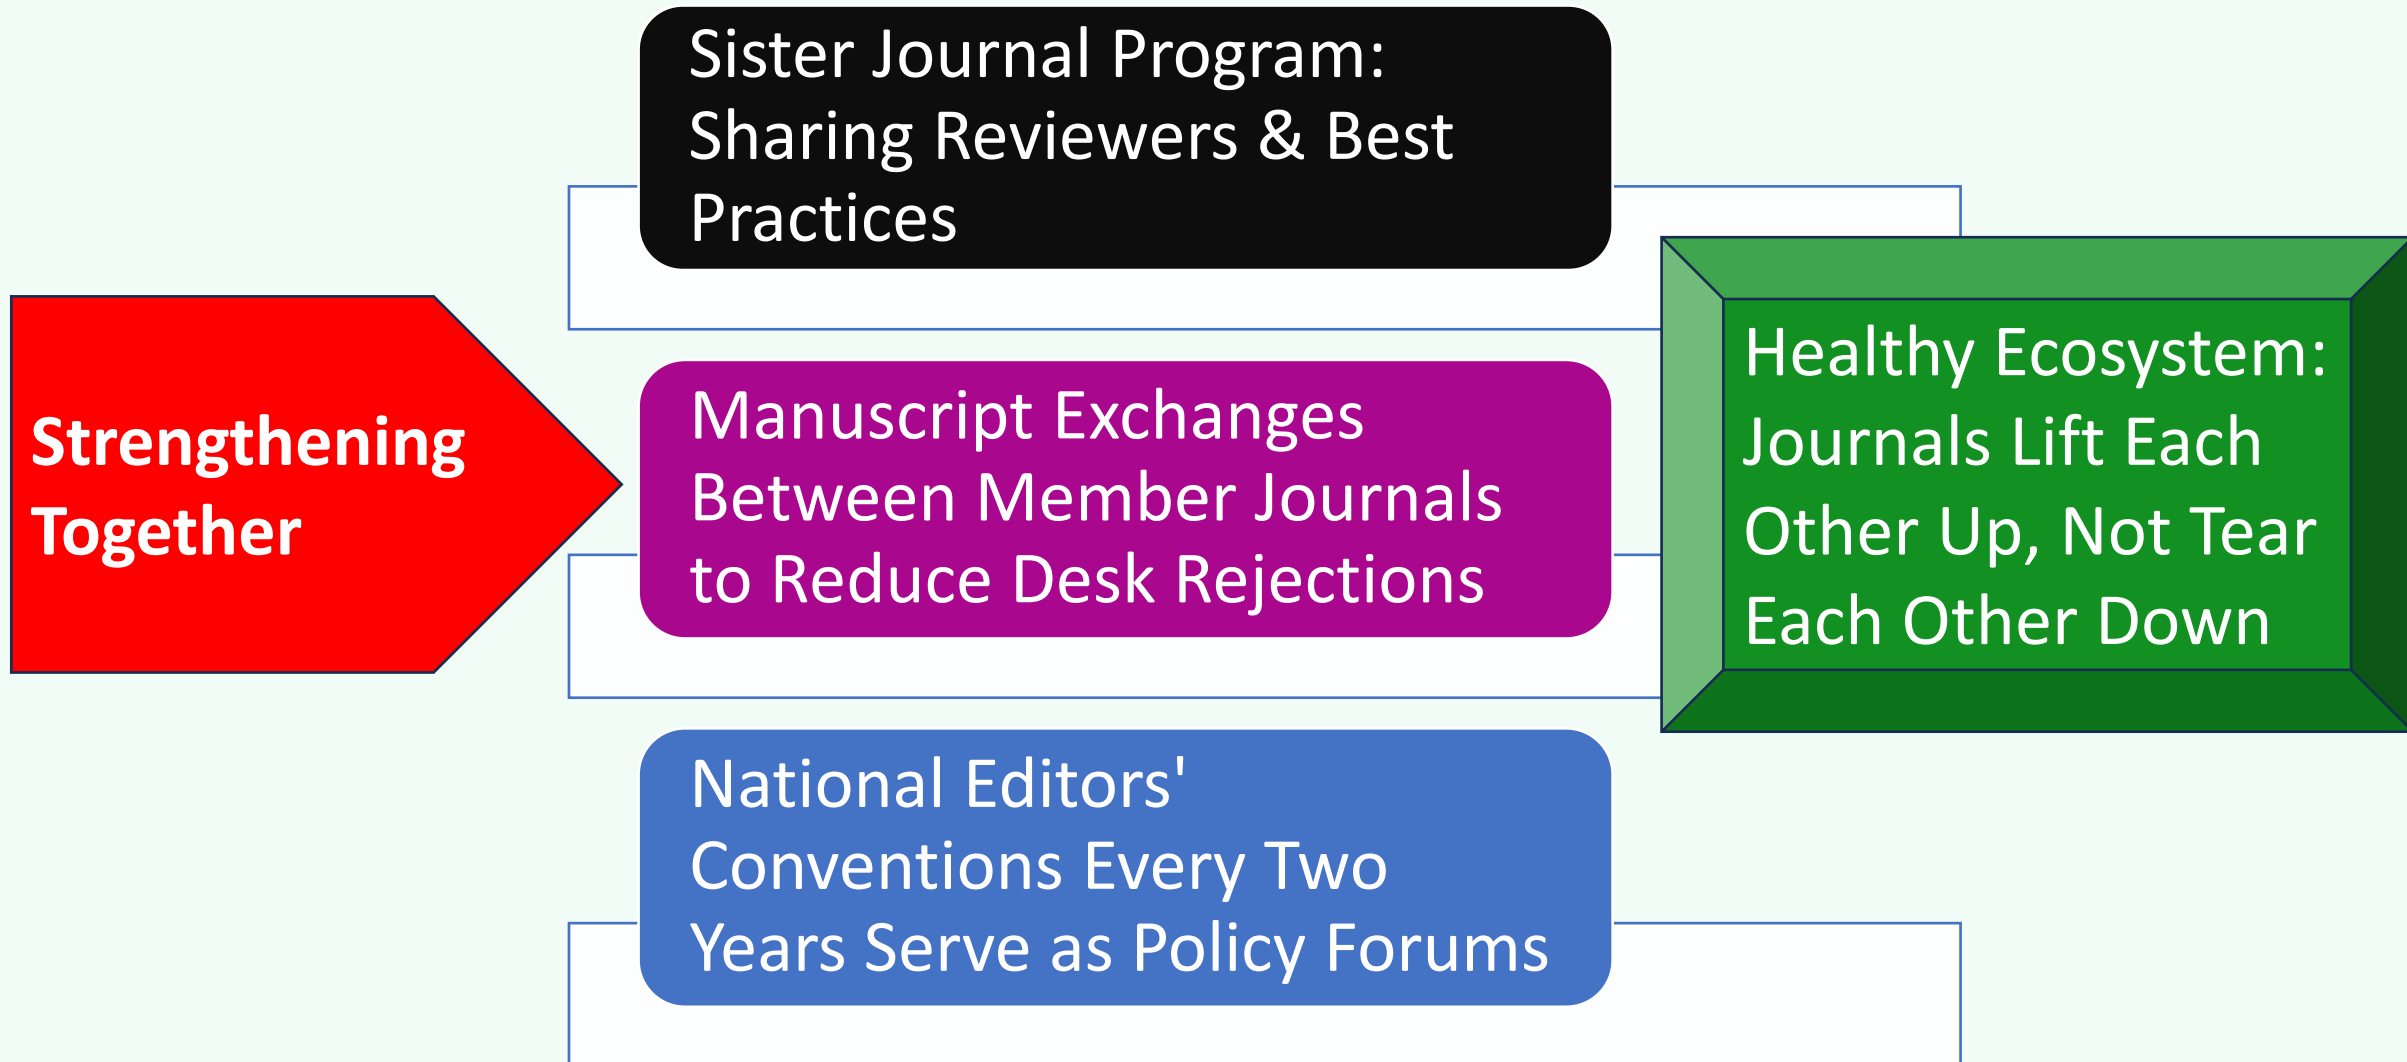 Strengthening
Together
Sister Journal Program:
Sharing Reviewers & Best
Practices
Manuscript Exchanges
Between Member Journals
to Reduce Desk Rejections
National Editors'
Conventions Every Two
Years Serve as Policy Forums
Healthy Ecosystem:
Journals Lift Each
Other Up, Not Tear
Each Other Down